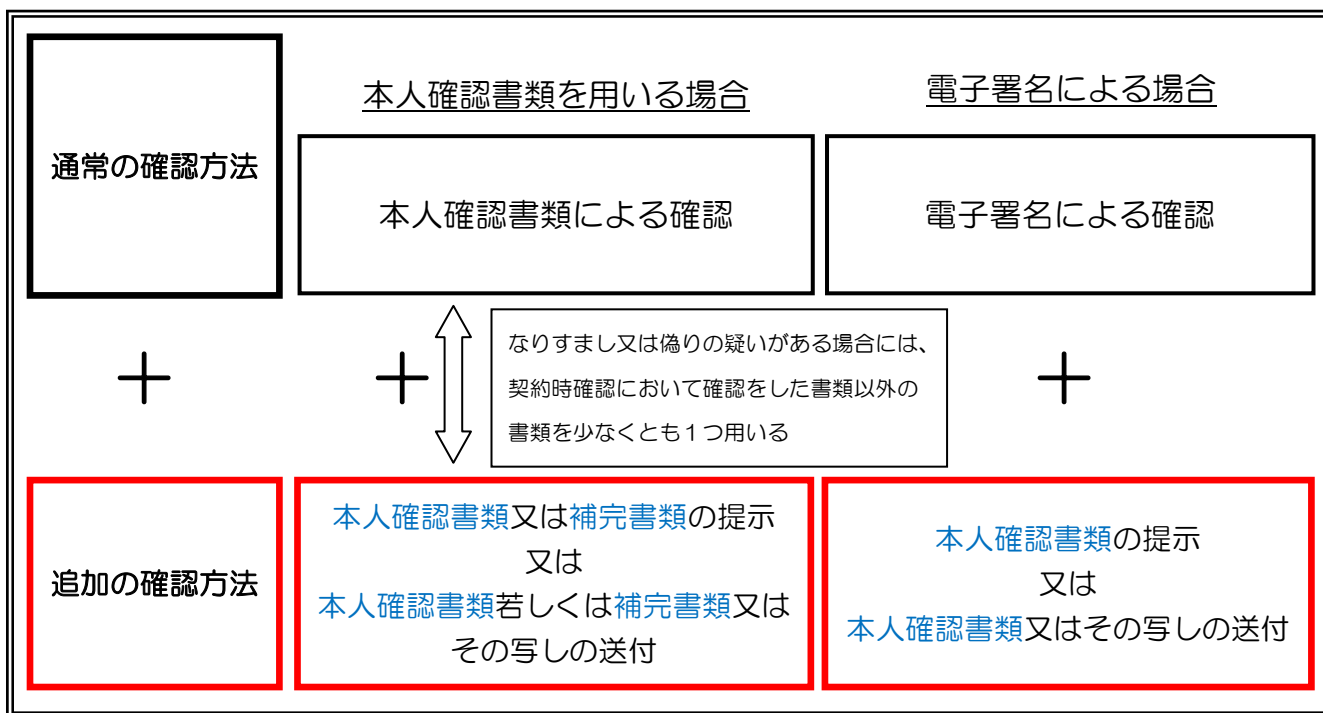 本人確認書類を用いる場合
電子署名による場合
通常の確認方法
本人確認書類による確認
電子署名による確認
+
+
なりすまし又は偽りの疑いがある場合には、
契約時確認において確認をした書類以外の
書類を少なくとも１つ用いる
+
追加の確認方法
本人確認書類又は補完書類の提示
又は
本人確認書類若しくは補完書類又は
その写しの送付
本人確認書類の提示
又は
本人確認書類又はその写しの送付